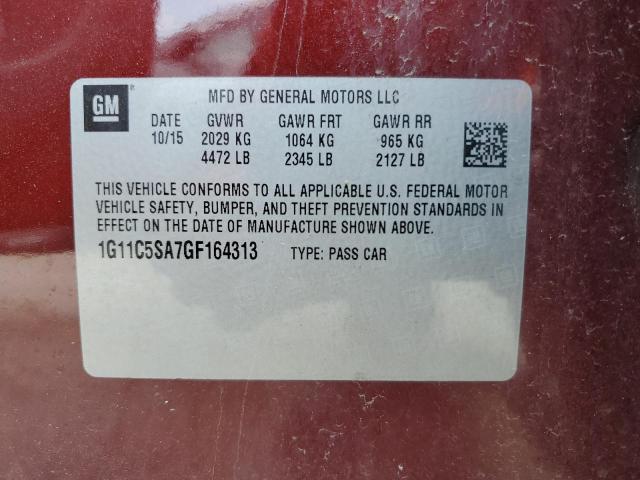 GM
MFD BY GENERAL MOTORS LLC
DATE GVWR GAWR FRT GAWR RR
10/15 2029 KG 1064 KG 965 KG
4472 LB 2345 LB 2127 LB
THIS VEHICLE CONFORMS TO ALL APPLICABLE U.S. FEDERAL MOTOR
VEHICLE SAFETY, BUMPER, AND THEFT PREVENTION STANDARDS IN
EFFECT ON THE DATE OF MANUFACTURE SHOWN ABOVE.
1G11C5SA7GF164313 TYPE: PASS CAR